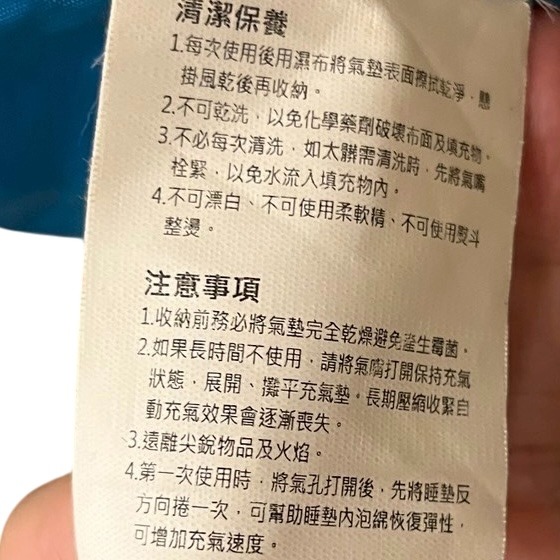 清潔保養
1.每次使用後用濕布將氣墊表面擦拭乾淨，懸
掛風乾後再收納。
2.不可乾洗，以免化學藥劑破壞布面及填充物。
3.不必每次清洗，如太髒需清洗時，先將氣嘴
栓緊，以免水流入填充物內。
4.不可漂白、不可使用柔軟精、不可使用熨斗
整燙。
注意事項
1.收納前務必將氣墊完全乾燥避免產生霉菌。
2.如果長時間不使用，請將氣嘴打開保持充氣
狀態，展開、攤平充氣墊。長期壓縮收緊自
動充氣效果會逐漸喪失。
3.遠離尖銳物品及火焰。
4.第一次使用時，將氣孔打開後，先將睡墊反
方向捲一次，可幫助睡墊內泡綿恢復彈性，
可增加充氣速度。